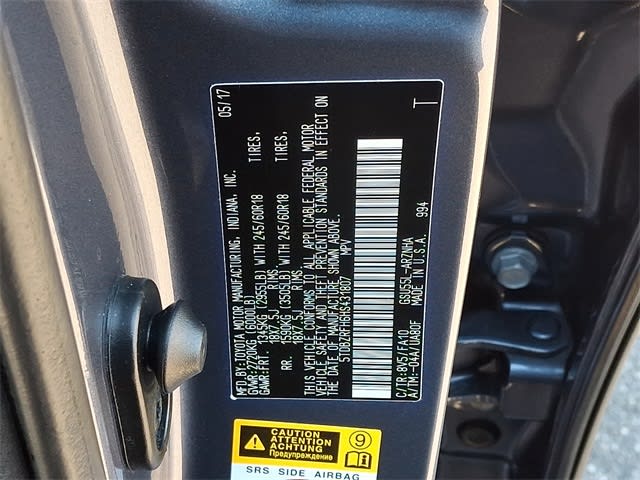 MFD.BY:TOYOTA MOTOR MANUFACTURING, INDIANA, INC. 05/17
GVWR:2720KG (6000LB)
GAWR:FRT. 1345KG (2955LB) WITH 245/60R18 TIRES,
18X7.5J RIMS
RR. 1590KG (3505LB) WITH 245/60R18 TIRES,
18X7.5J RIMS
THIS VEHICLE CONFORMS TO ALL APPLICABLE FEDERAL MOTOR
VEHICLE SAFETY AND THEFT PREVENTION STANDARDS IN EFFECT ON
THE DATE OF MANUFACTURE SHOWN ABOVE.
MPV
C/TR:8V5/FA10 GSU55L-ARZNHA
A/TM:-04A/UA80F MADE IN U.S.A. 994
T
CAUTION
ATTENTION
ACHTUNG
Предупреждение
9
SRS SIDE AIRBAG